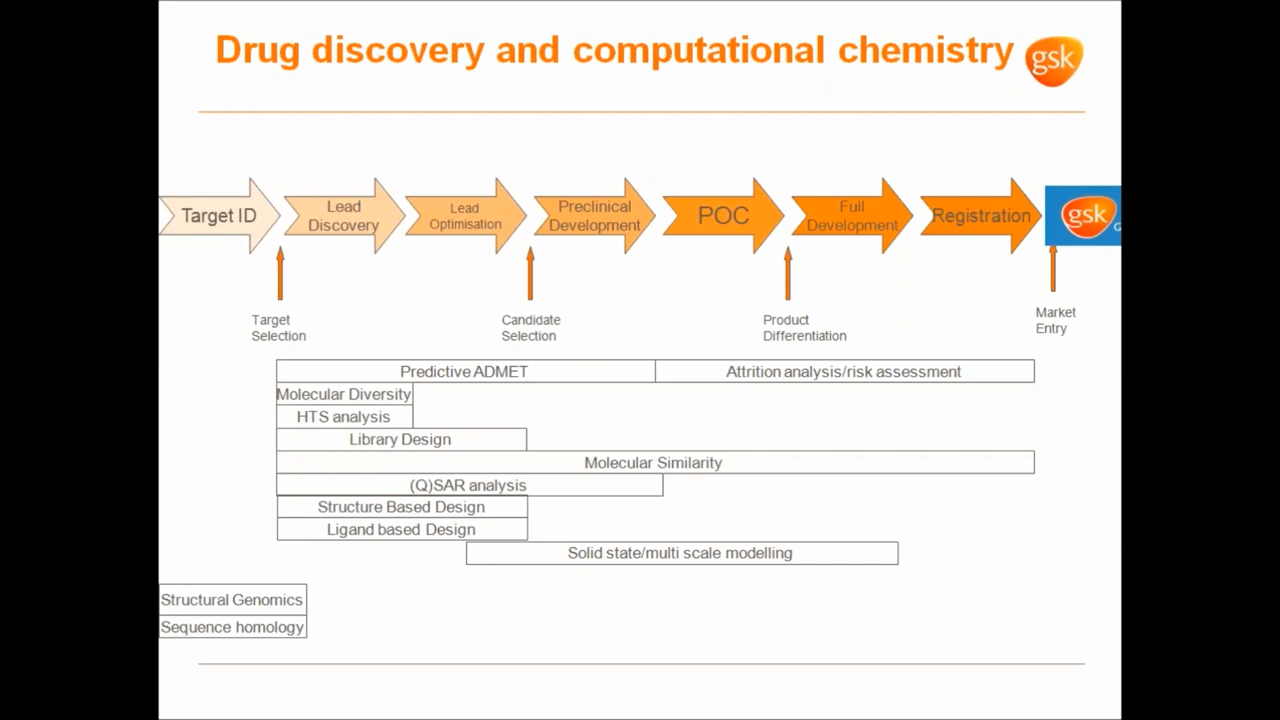 Drug discovery and computational chemistry
gsk
Target ID
Lead
Discovery
Lead
Optimisation
Preclinical
Development
POC
Full
Development
Registration
gsk
G
Target
Selection
Candidate
Selection
Product
Differentiation
Market
Entry
Predictive ADMET
Attrition analysis/risk assessment
Molecular Diversity
HTS analysis
Library Design
Molecular Similarity
(Q)SAR analysis
Structure Based Design
Ligand based Design
Solid state/multi scale modelling
Structural Genomics
Sequence homology